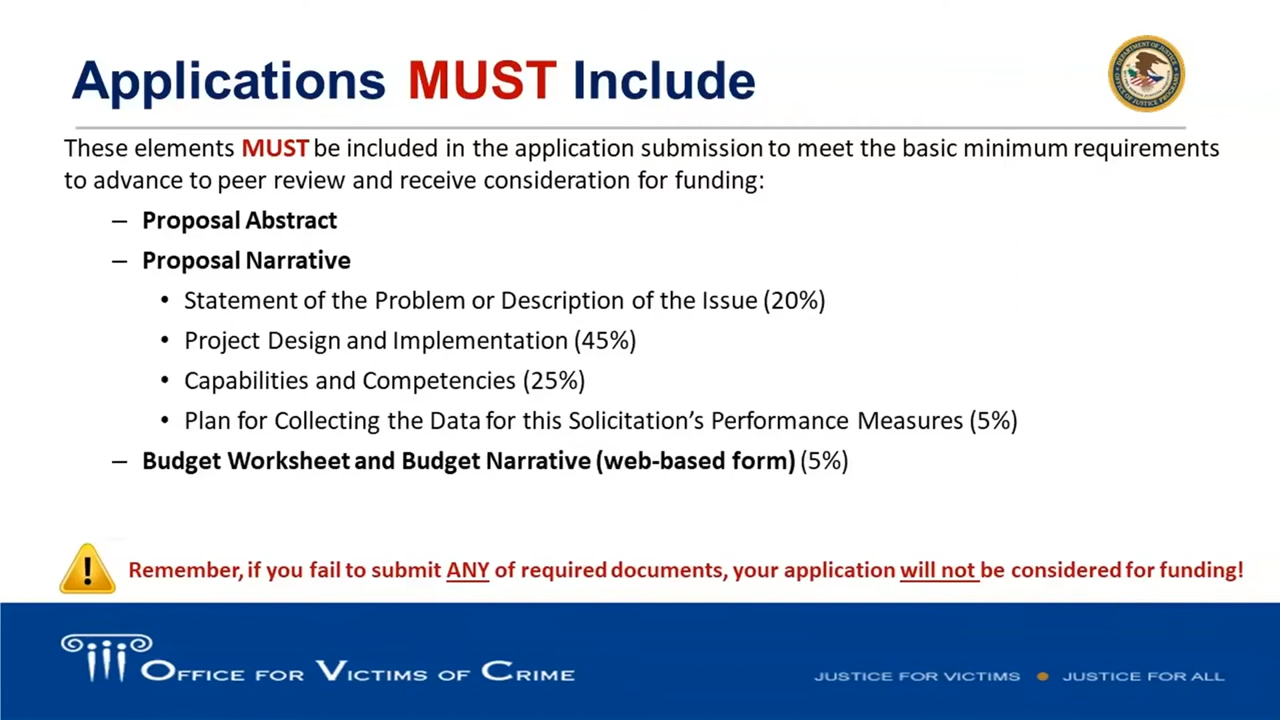 Applications MUST Include
These elements MUST be included in the application submission to meet the basic minimum requirements
to advance to peer review and receive consideration for funding:
– Proposal Abstract
– Proposal Narrative
• Statement of the Problem or Description of the Issue (20%)
• Project Design and Implementation (45%)
• Capabilities and Competencies (25%)
• Plan for Collecting the Data for this Solicitation’s Performance Measures (5%)
– Budget Worksheet and Budget Narrative (web-based form) (5%)
Remember, if you fail to submit ANY of required documents, your application will not be considered for funding!
OFFICE FOR VICTIMS OF CRIME
JUSTICE FOR VICTIMS • JUSTICE FOR ALL